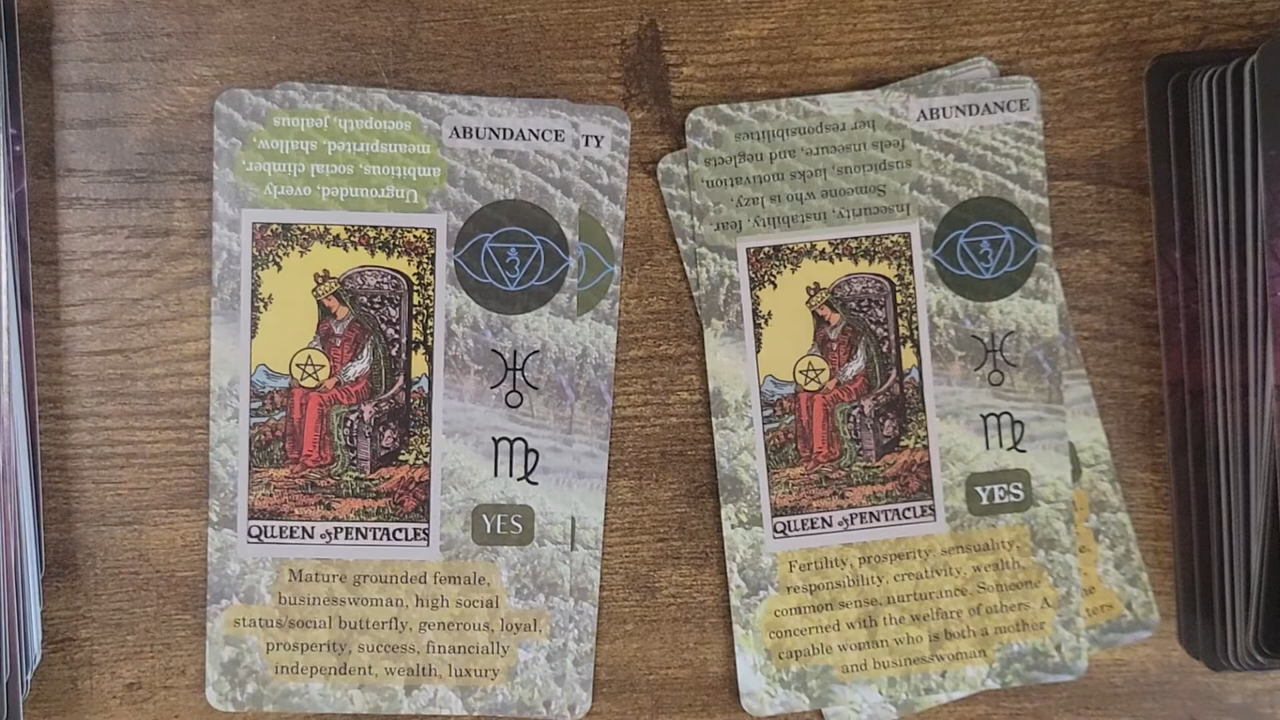 Ungrounded, overly
ambitious, social climber,
meanspirited, shallow,
sociopath, jealous
ABUNDANCE
TY
QUEEN of PENTACLES
YES
Mature grounded female,
businesswoman, high social
status/social butterfly, generous, loyal,
prosperity, success, financially
independent, wealth, luxury
Insecurity, instability, fear.
Someone who is lazy,
suspicious, lacks motivation,
feels insecure, and neglects
her responsibilities
ABUNDANCE
QUEEN of PENTACLES
YES
Fertility, prosperity, sensuality,
responsibility, creativity, wealth,
common sense, nurturance. Someone
concerned with the welfare of others. A
capable woman who is both a mother
and businesswoman
ters